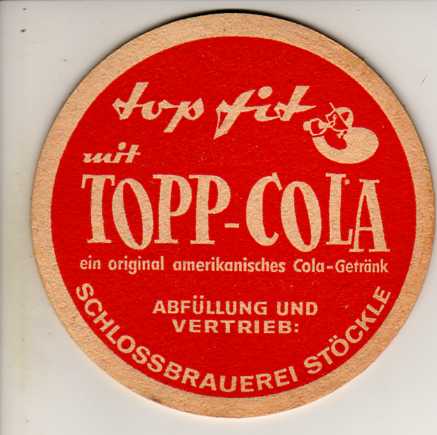 top fit
mit
TOPP-COLA
ein original amerikanisches Cola-Getränk
ABFÜLLUNG UND
VERTRIEB:
SCHLOSSBRAUEREI STÖCKLE